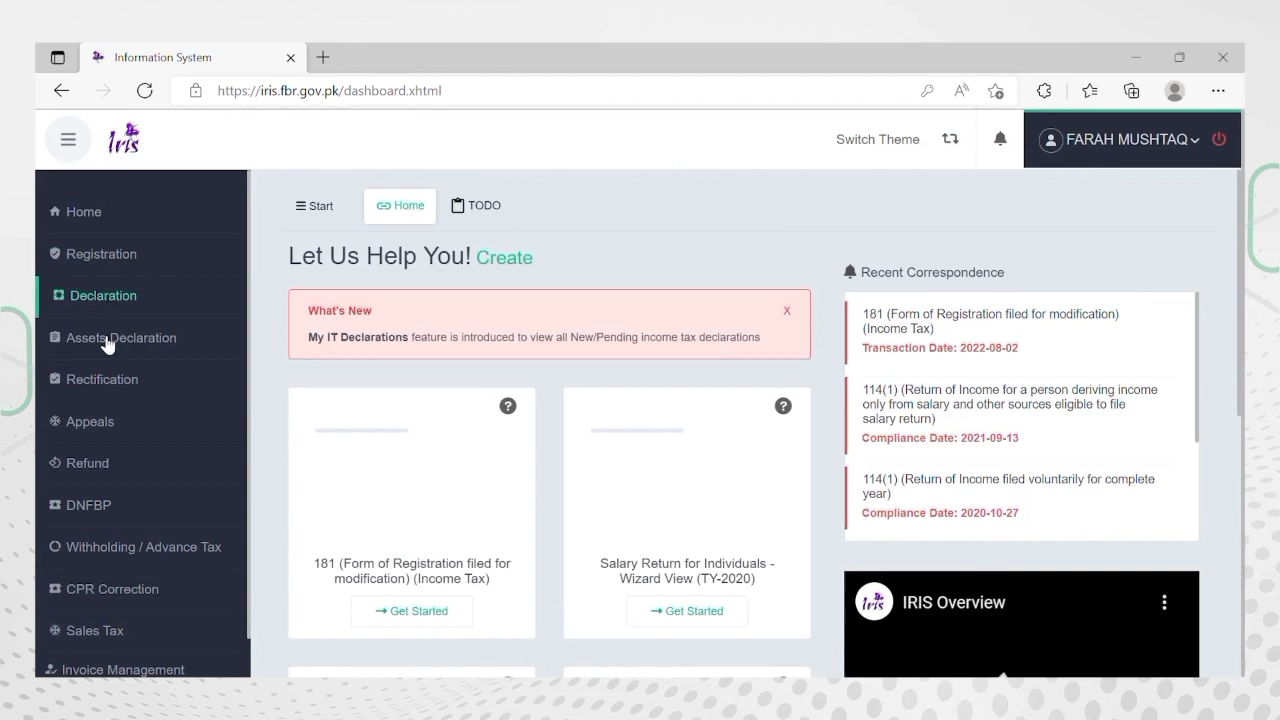 Information System
https://iris.fbr.gov.pk/dashboard.xhtml
Iris
Switch Theme
FARAH MUSHTAQ
Home
Registration
Declaration
Assets Declaration
Rectification
Appeals
Refund
DNFBP
Withholding / Advance Tax
CPR Correction
Sales Tax
Invoice Management
Start
Home
TODO
Let Us Help You! Create
What's New
X
My IT Declarations feature is introduced to view all New/Pending income tax declarations
?
181 (Form of Registration filed for
modification) (Income Tax)
Get Started
?
Salary Return for Individuals -
Wizard View (TY-2020)
Get Started
Recent Correspondence
181 (Form of Registration filed for modification)
(Income Tax)
Transaction Date: 2022-08-02
114(1) (Return of Income for a person deriving income
only from salary and other sources eligible to file
salary return)
Compliance Date: 2021-09-13
114(1) (Return of Income filed voluntarily for complete
year)
Compliance Date: 2020-10-27
Iris
IRIS Overview